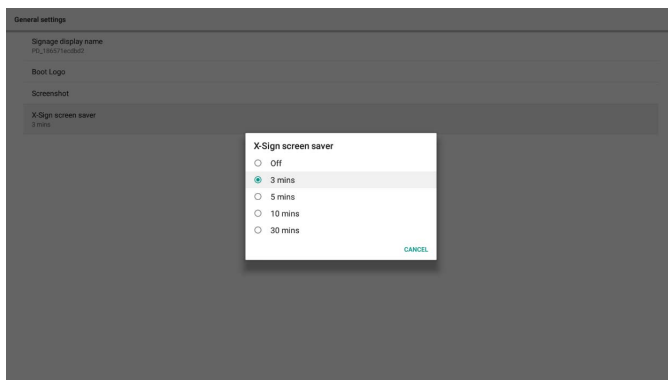 General settings
Signage display name
Boot Logo
Screenshot
X-Sign screen saver
3 mins
X-Sign screen saver
Off
3 mins
5 mins
10 mins
30 mins
CANCEL